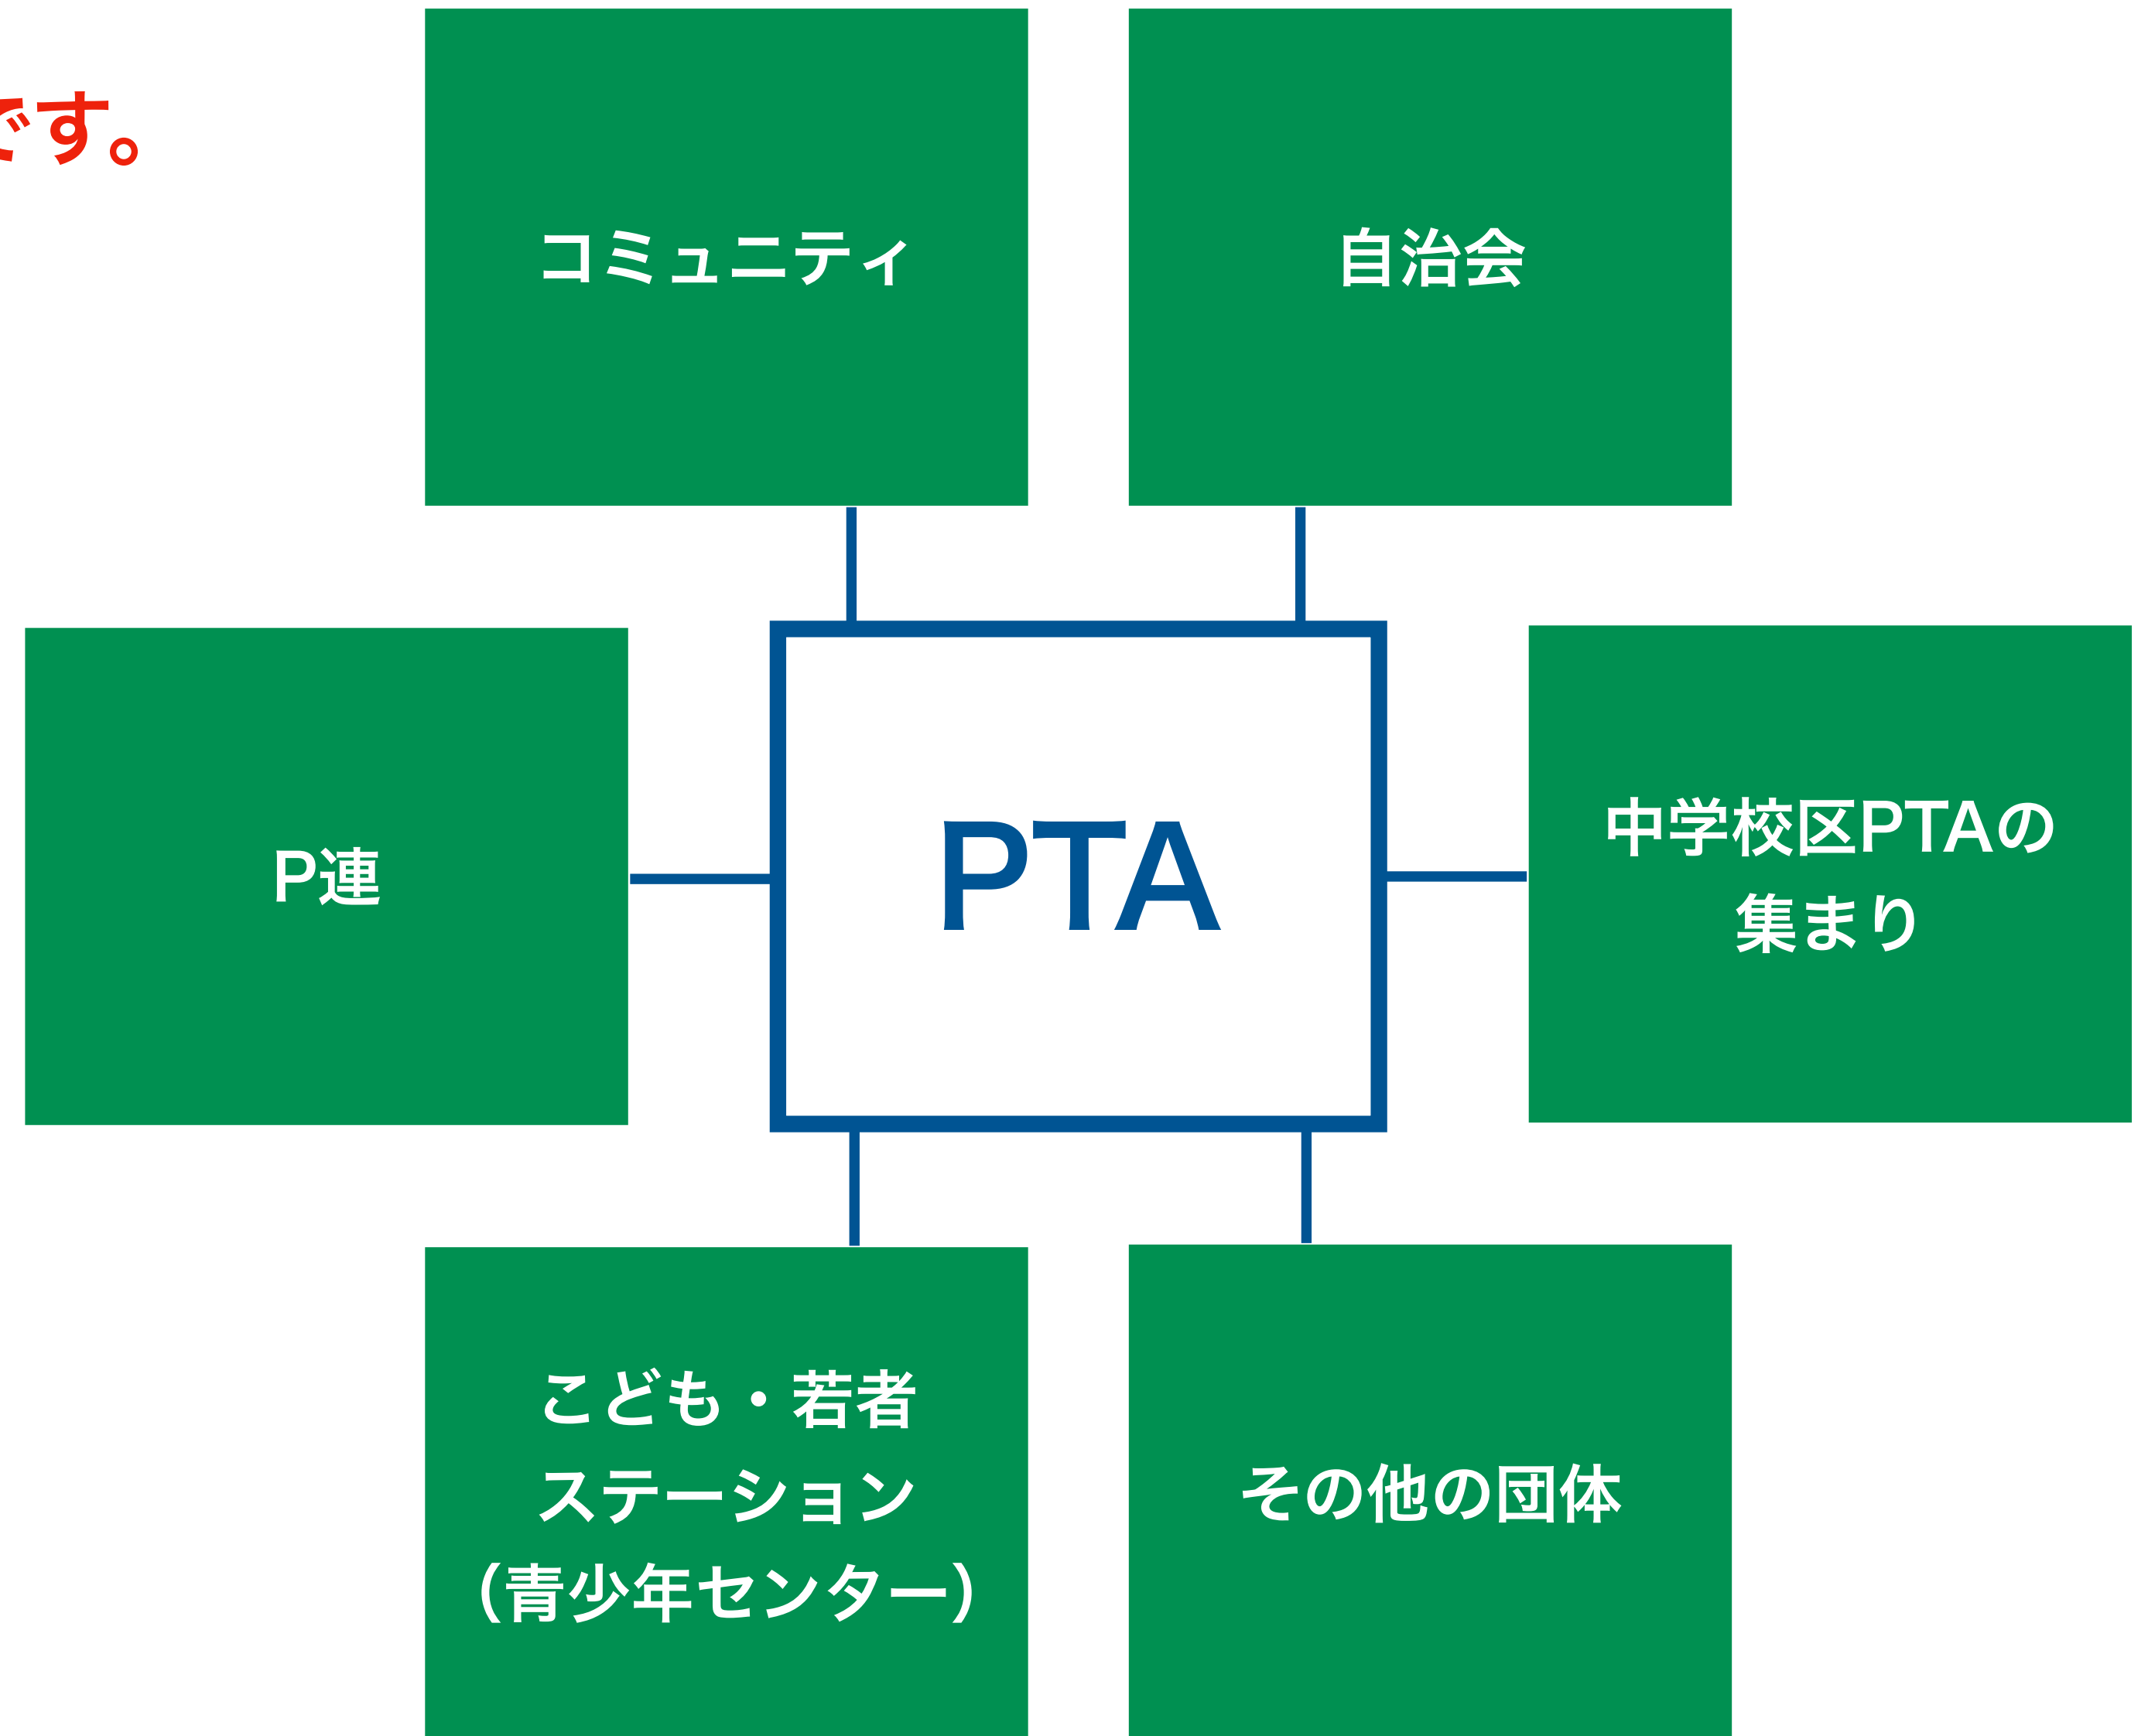 です。
コミュニティ
自治会
P連
PTA
中学校区PTAの
集まり
こども・若者
ステーション
(青少年センター)
その他の団体